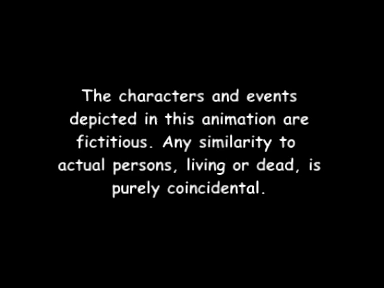 The characters and events
depicted in this animation are
fictitious. Any similarity to
actual persons, living or dead, is
purely coincidental.